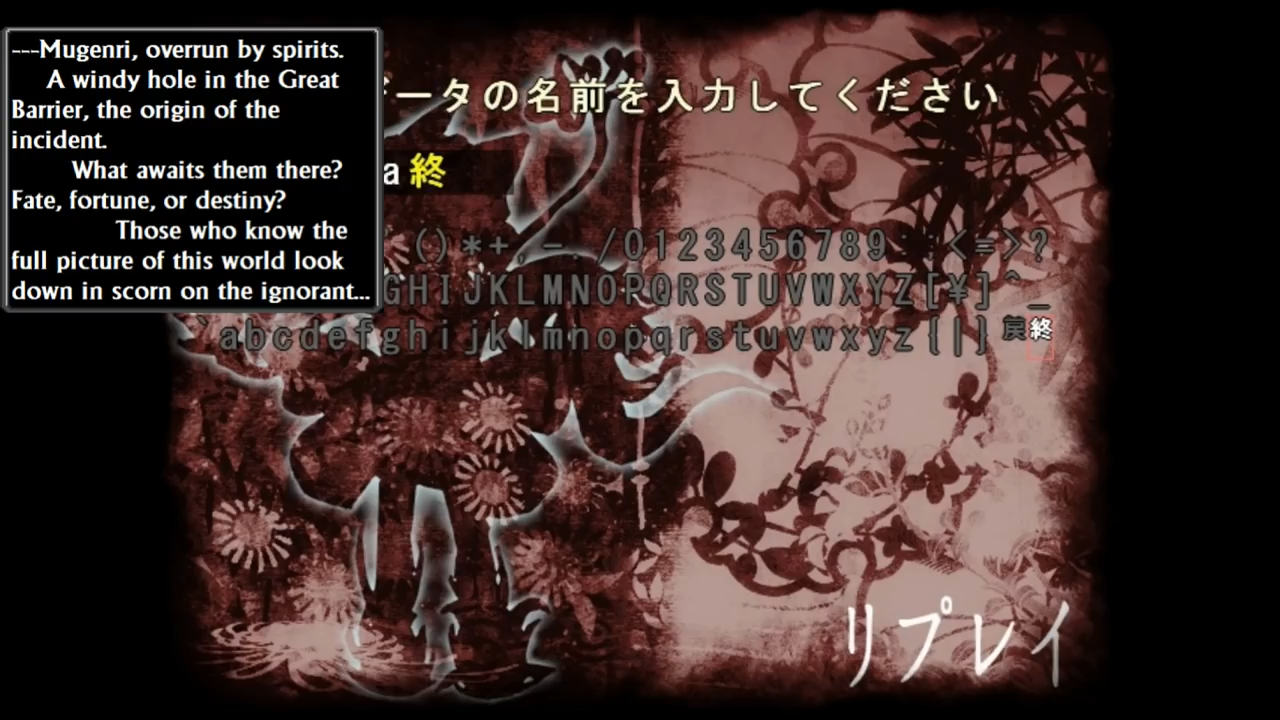 ---Mugenri, overrun by spirits.
A windy hole in the Great
Barrier, the origin of the
incident.
What awaits them there?
Fate, fortune, or destiny?
Those who know the
full picture of this world look
down in scorn on the ignorant...
ータの名前を入力してください
a終
()*+,-./0123456789:;<=>?
GHIJKLMNOPQRSTUVWXYZ[¥]^_
`abcdefghijklmnopqrstuvwxyz{|}戻終
リプレイ